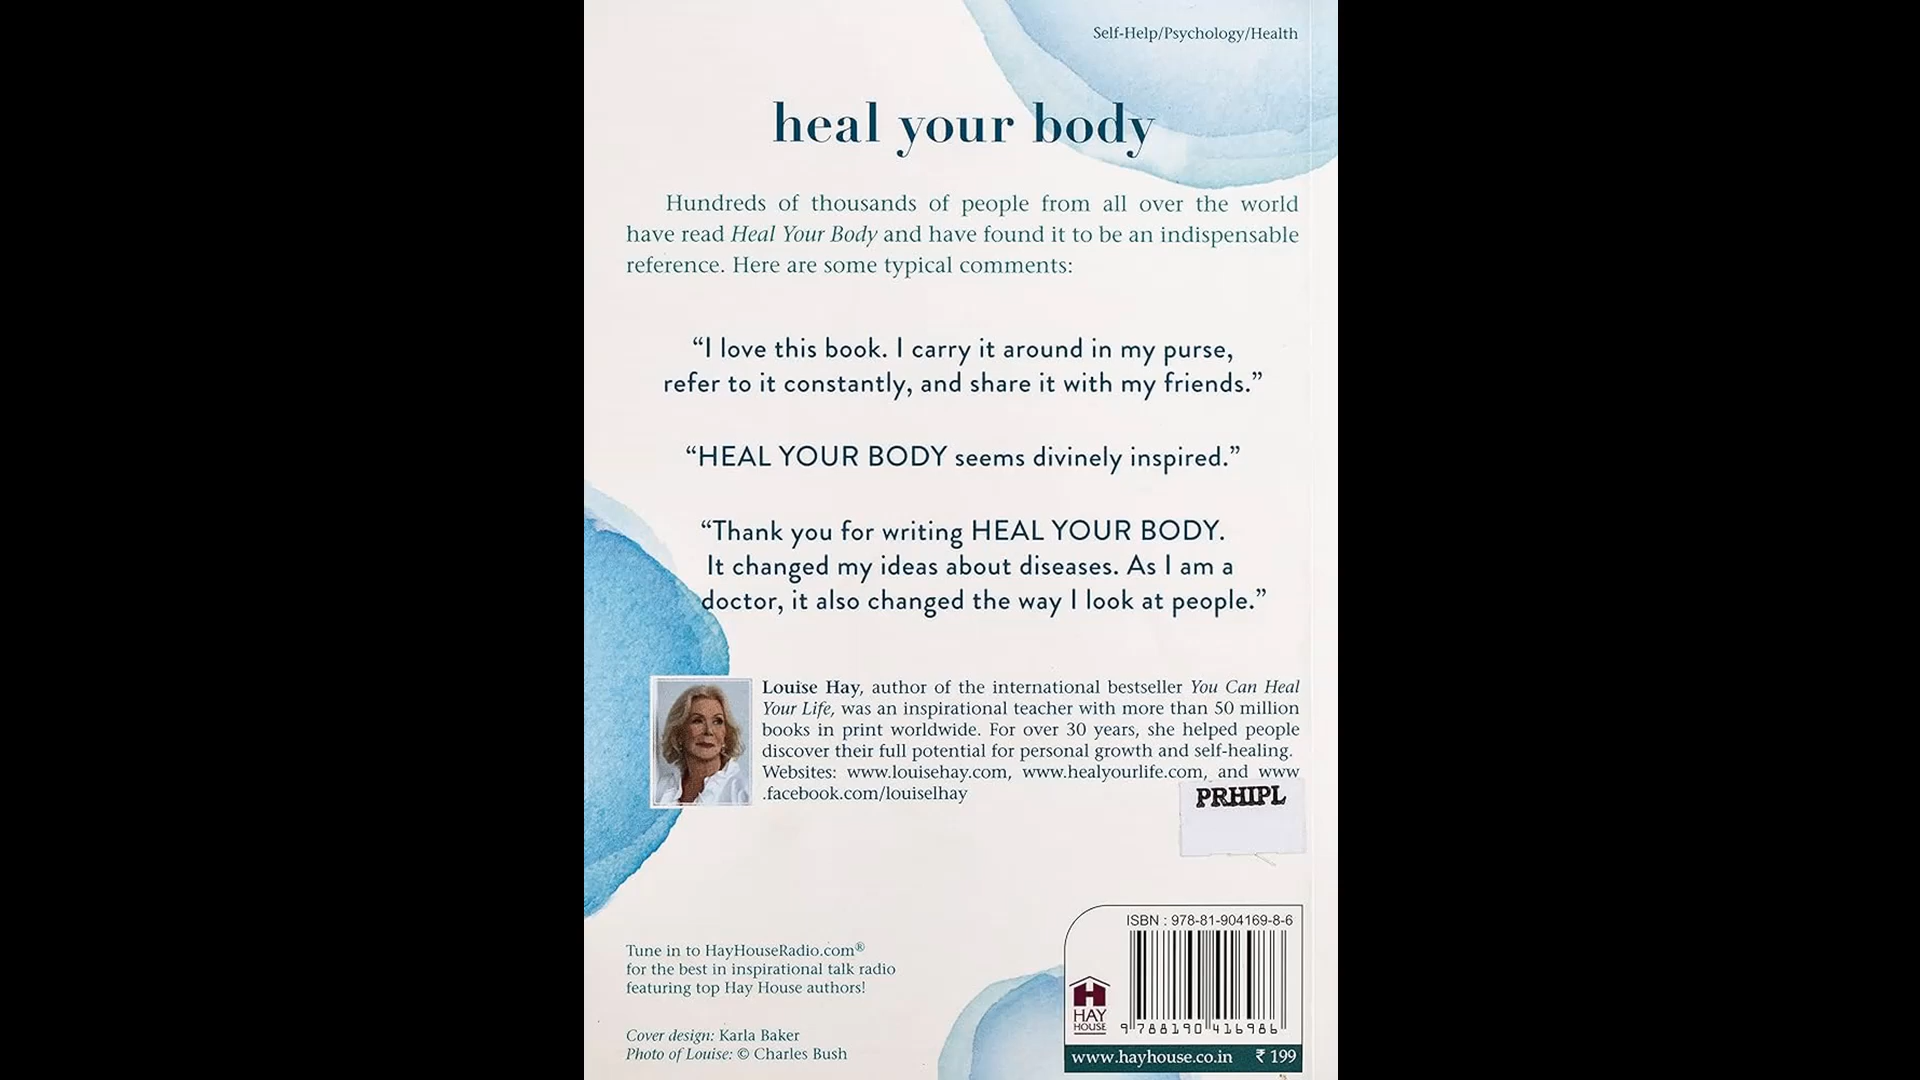 Self-Help/Psychology/Health
heal your body
Hundreds of thousands of people from all over the world
have read Heal Your Body and have found it to be an indispensable
reference. Here are some typical comments:
“I love this book. I carry it around in my purse,
refer to it constantly, and share it with my friends.”
“HEAL YOUR BODY seems divinely inspired.”
“Thank you for writing HEAL YOUR BODY.
It changed my ideas about diseases. As I am a
doctor, it also changed the way I look at people.”
Louise Hay, author of the international bestseller You Can Heal
Your Life, was an inspirational teacher with more than 50 million
books in print worldwide. For over 30 years, she helped people
discover their full potential for personal growth and self-healing.
Websites: www.louisehay.com, www.healyourlife.com, and www
.facebook.com/louiselhay
PRHIPL
Tune in to HayHouseRadio.com®
for the best in inspirational talk radio
featuring top Hay House authors!
Cover design: Karla Baker
Photo of Louise: © Charles Bush
ISBN : 978-81-904169-8-6
HAY
HOUSE
9 788190 416986
www.hayhouse.co.in ₹ 199